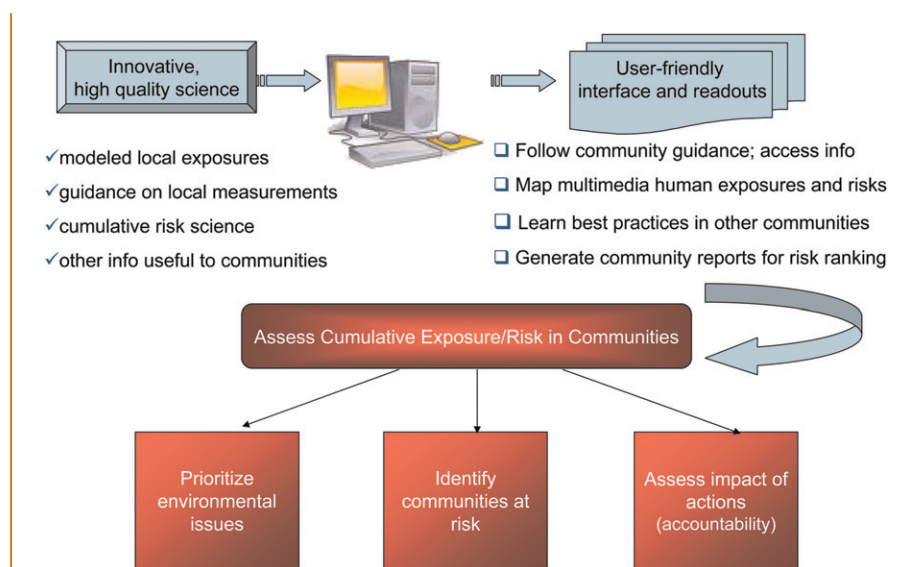 Innovative,
high quality science
User-friendly
interface and readouts
✓modeled local exposures
✓guidance on local measurements
✓cumulative risk science
✓other info useful to communities
❑ Follow community guidance; access info
❑ Map multimedia human exposures and risks
❑ Learn best practices in other communities
❑ Generate community reports for risk ranking
Assess Cumulative Exposure/Risk in Communities
Prioritize
environmental
issues
Identify
communities at
risk
Assess impact of
actions
(accountability)